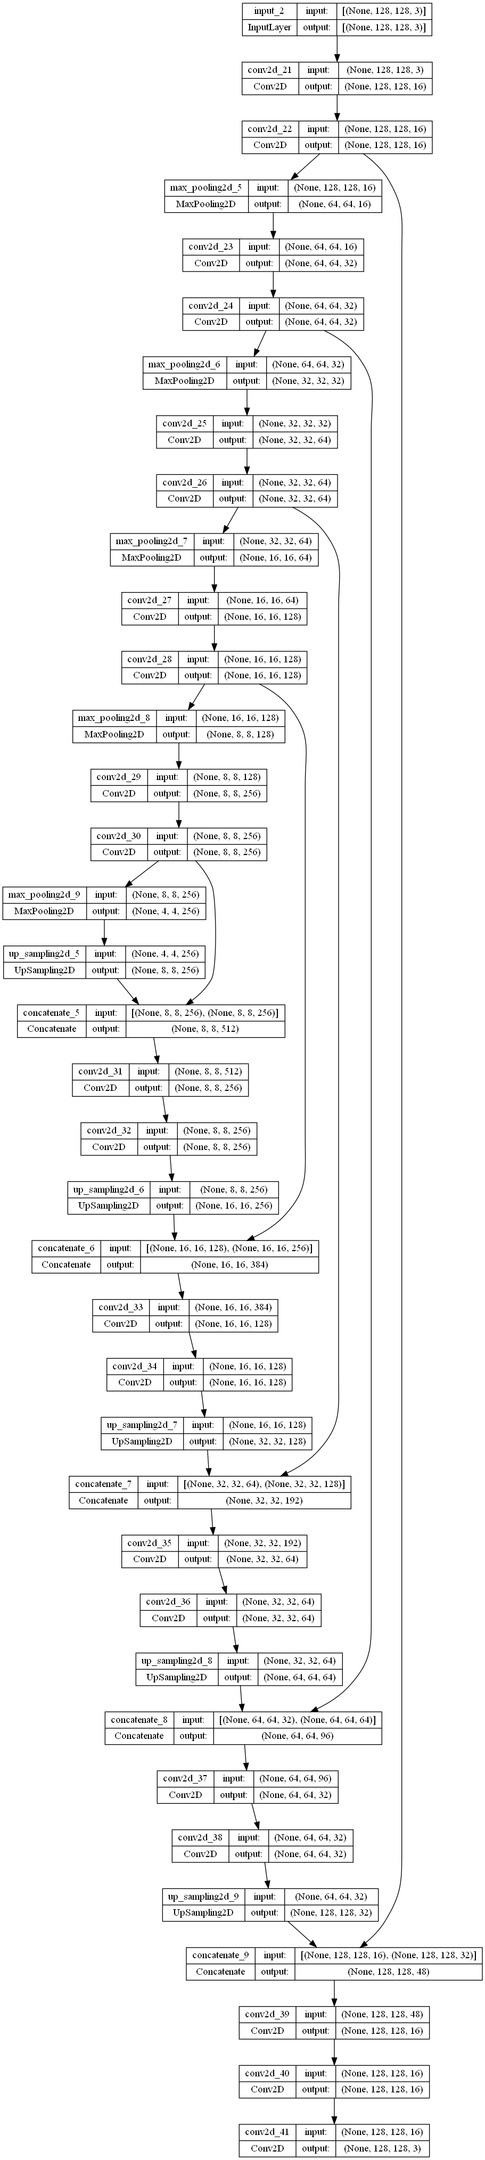 input_2 input: [(None, 128, 128, 3)]
InputLayer output: [(None, 128, 128, 3)]
conv2d_21 input: (None, 128, 128, 3)
Conv2D output: (None, 128, 128, 16)
conv2d_22 input: (None, 128, 128, 16)
Conv2D output: (None, 128, 128, 16)
max_pooling2d_5 input: (None, 128, 128, 16)
MaxPooling2D output: (None, 64, 64, 16)
conv2d_23 input: (None, 64, 64, 16)
Conv2D output: (None, 64, 64, 32)
conv2d_24 input: (None, 64, 64, 32)
Conv2D output: (None, 64, 64, 32)
max_pooling2d_6 input: (None, 64, 64, 32)
MaxPooling2D output: (None, 32, 32, 32)
conv2d_25 input: (None, 32, 32, 32)
Conv2D output: (None, 32, 32, 64)
conv2d_26 input: (None, 32, 32, 64)
Conv2D output: (None, 32, 32, 64)
max_pooling2d_7 input: (None, 32, 32, 64)
MaxPooling2D output: (None, 16, 16, 64)
conv2d_27 input: (None, 16, 16, 64)
Conv2D output: (None, 16, 16, 128)
conv2d_28 input: (None, 16, 16, 128)
Conv2D output: (None, 16, 16, 128)
max_pooling2d_8 input: (None, 16, 16, 128)
MaxPooling2D output: (None, 8, 8, 128)
conv2d_29 input: (None, 8, 8, 128)
Conv2D output: (None, 8, 8, 256)
conv2d_30 input: (None, 8, 8, 256)
Conv2D output: (None, 8, 8, 256)
max_pooling2d_9 input: (None, 8, 8, 256)
MaxPooling2D output: (None, 4, 4, 256)
up_sampling2d_5 input: (None, 4, 4, 256)
UpSampling2D output: (None, 8, 8, 256)
concatenate_5 input: [(None, 8, 8, 256), (None, 8, 8, 256)]
Concatenate output: (None, 8, 8, 512)
conv2d_31 input: (None, 8, 8, 512)
Conv2D output: (None, 8, 8, 256)
conv2d_32 input: (None, 8, 8, 256)
Conv2D output: (None, 8, 8, 256)
up_sampling2d_6 input: (None, 8, 8, 256)
UpSampling2D output: (None, 16, 16, 256)
concatenate_6 input: [(None, 16, 16, 128), (None, 16, 16, 256)]
Concatenate output: (None, 16, 16, 384)
conv2d_33 input: (None, 16, 16, 384)
Conv2D output: (None, 16, 16, 128)
conv2d_34 input: (None, 16, 16, 128)
Conv2D output: (None, 16, 16, 128)
up_sampling2d_7 input: (None, 16, 16, 128)
UpSampling2D output: (None, 32, 32, 128)
concatenate_7 input: [(None, 32, 32, 64), (None, 32, 32, 128)]
Concatenate output: (None, 32, 32, 192)
conv2d_35 input: (None, 32, 32, 192)
Conv2D output: (None, 32, 32, 64)
conv2d_36 input: (None, 32, 32, 64)
Conv2D output: (None, 32, 32, 64)
up_sampling2d_8 input: (None, 32, 32, 64)
UpSampling2D output: (None, 64, 64, 64)
concatenate_8 input: [(None, 64, 64, 32), (None, 64, 64, 64)]
Concatenate output: (None, 64, 64, 96)
conv2d_37 input: (None, 64, 64, 96)
Conv2D output: (None, 64, 64, 32)
conv2d_38 input: (None, 64, 64, 32)
Conv2D output: (None, 64, 64, 32)
up_sampling2d_9 input: (None, 64, 64, 32)
UpSampling2D output: (None, 128, 128, 32)
concatenate_9 input: [(None, 128, 128, 16), (None, 128, 128, 32)]
Concatenate output: (None, 128, 128, 48)
conv2d_39 input: (None, 128, 128, 48)
Conv2D output: (None, 128, 128, 16)
conv2d_40 input: (None, 128, 128, 16)
Conv2D output: (None, 128, 128, 16)
conv2d_41 input: (None, 128, 128, 16)
Conv2D output: (None, 128, 128, 3)